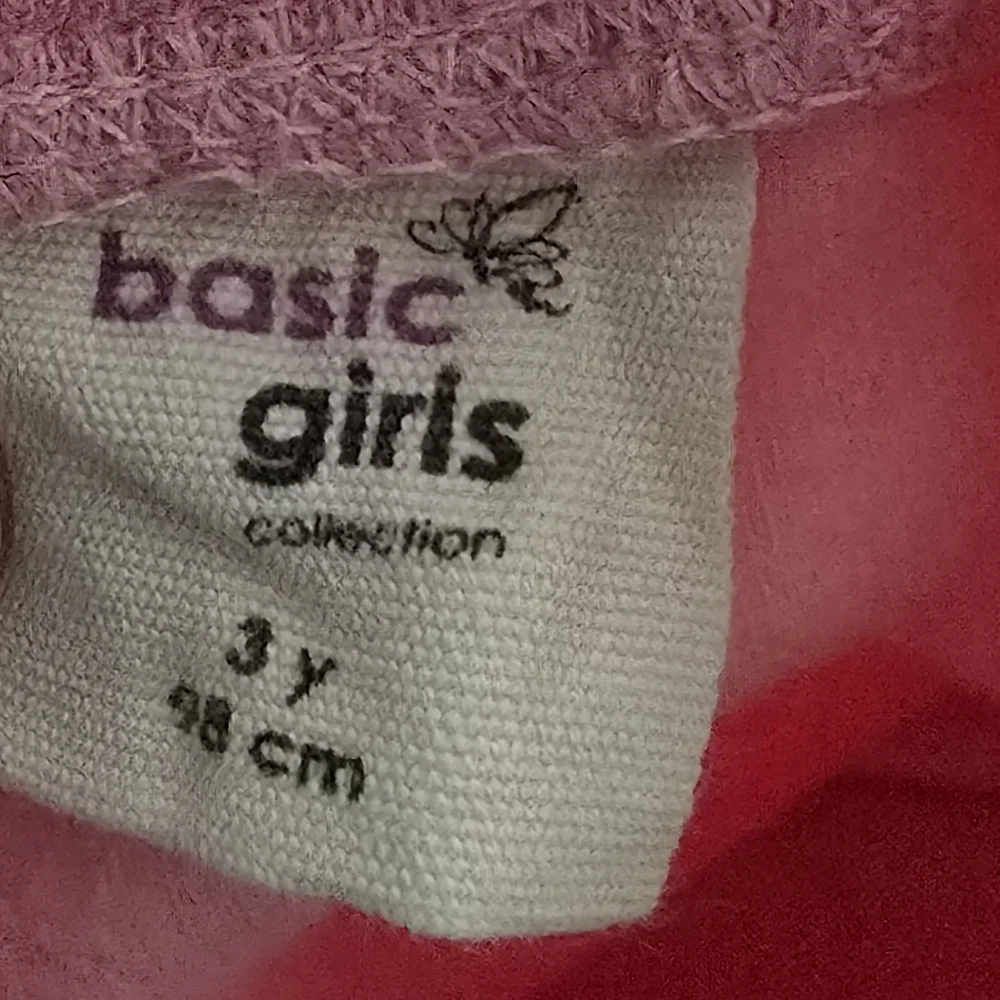 basic
girls
collection
3 y
98 cm